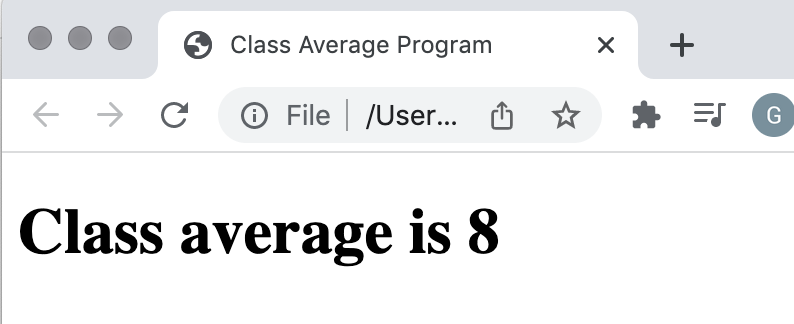 Class Average Program
File /User...
G
Class average is 8